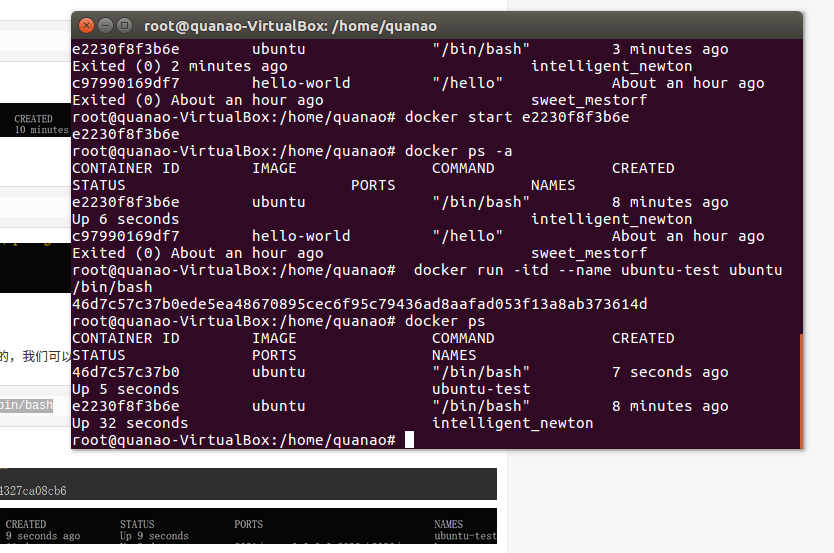 root@quanao-VirtualBox: /home/quanao
e2230f8f3b6e ubuntu "/bin/bash" 3 minutes ago
Exited (0) 2 minutes ago intelligent_newton
c97990169df7 hello-world "/hello" About an hour ago
Exited (0) About an hour ago sweet_mestorf
root@quanao-VirtualBox:/home/quanao# docker start e2230f8f3b6e
e2230f8f3b6e
root@quanao-VirtualBox:/home/quanao# docker ps -a
CONTAINER ID IMAGE COMMAND CREATED
STATUS PORTS NAMES
e2230f8f3b6e ubuntu "/bin/bash" 8 minutes ago
Up 6 seconds intelligent_newton
c97990169df7 hello-world "/hello" About an hour ago
Exited (0) About an hour ago sweet_mestorf
root@quanao-VirtualBox:/home/quanao# docker run -itd --name ubuntu-test ubuntu
/bin/bash
46d7c57c37b0ede5ea48670895cec6f95c79436ad8aafad053f13a8ab373614d
root@quanao-VirtualBox:/home/quanao# docker ps
CONTAINER ID IMAGE COMMAND CREATED
STATUS PORTS NAMES
46d7c57c37b0 ubuntu "/bin/bash" 7 seconds ago
Up 5 seconds ubuntu-test
e2230f8f3b6e ubuntu "/bin/bash" 8 minutes ago
Up 32 seconds intelligent_newton
root@quanao-VirtualBox:/home/quanao#
CREATED
10 minutes
的，我们可以
bin/bash
4327ca08cb6
CREATED STATUS PORTS NAMES
9 seconds ago Up 9 seconds ubuntu-test